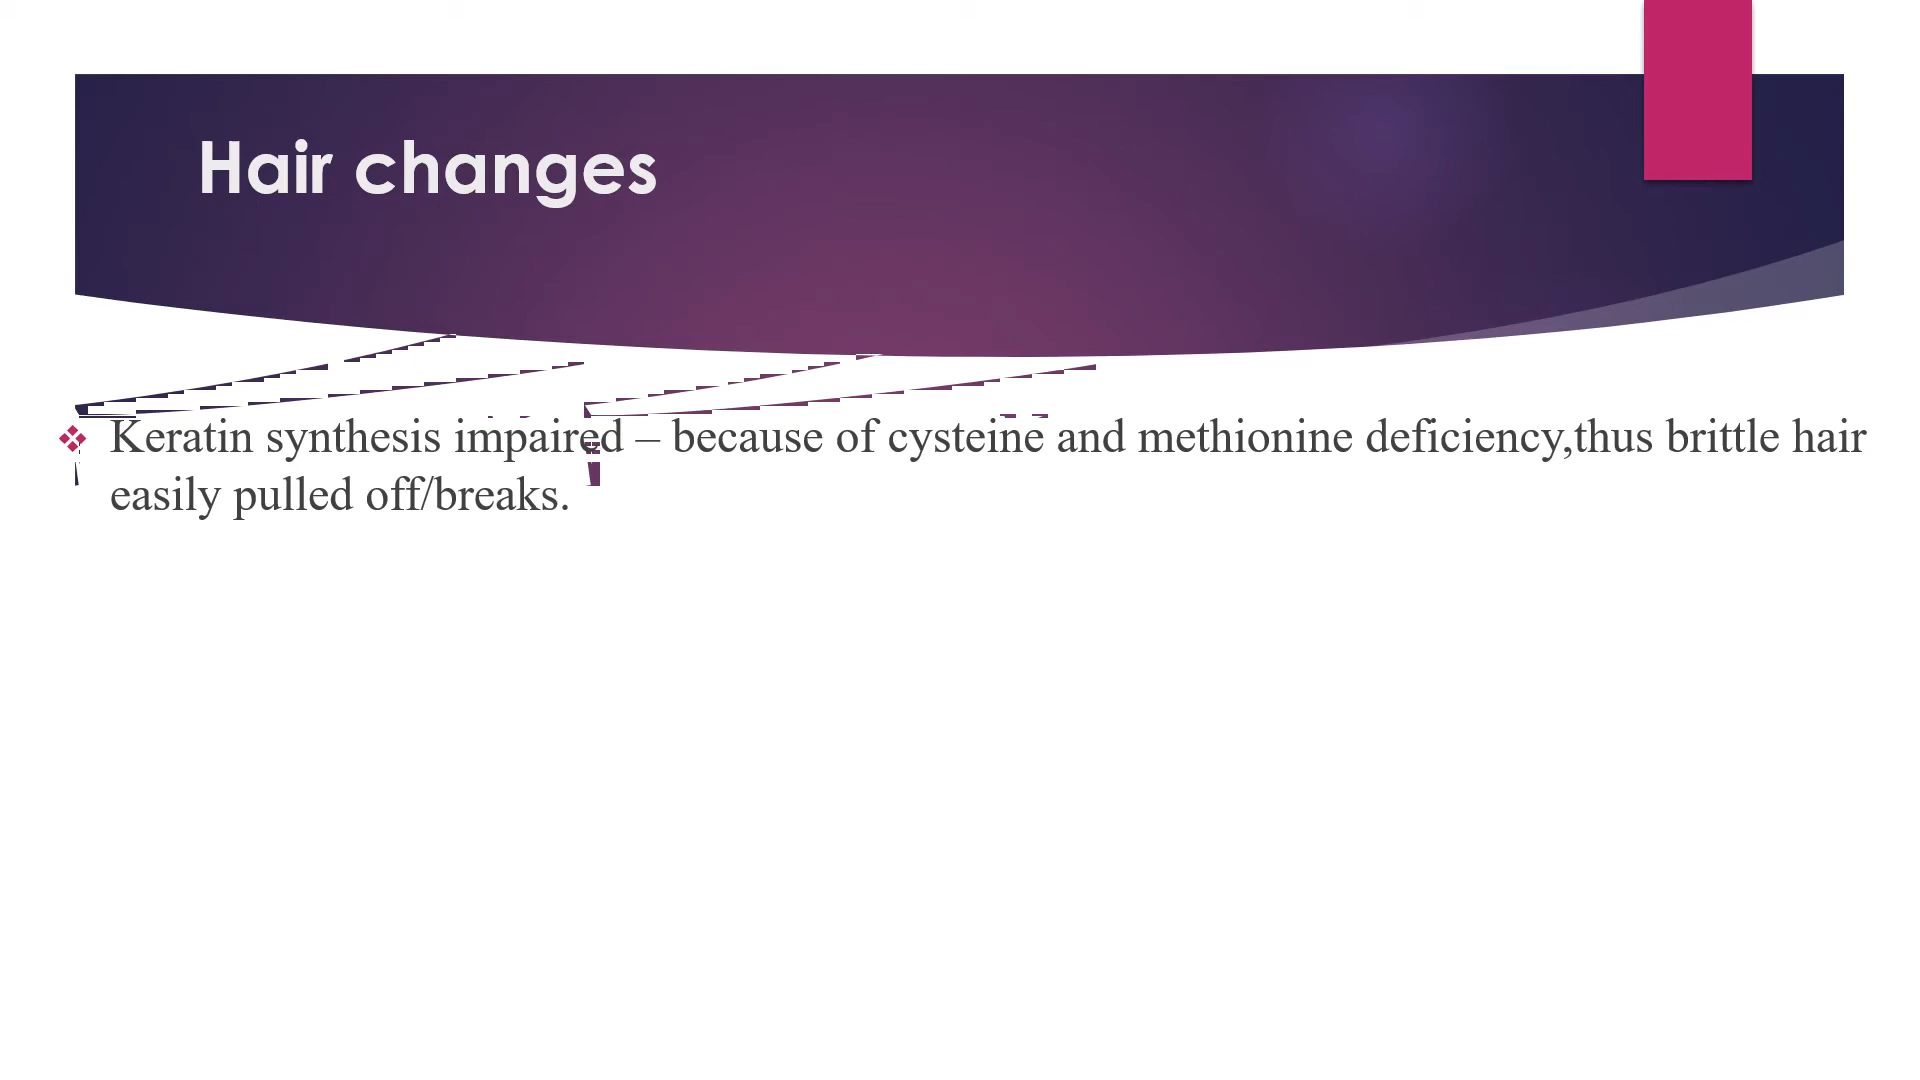 Hair changes
Keratin synthesis impaired – because of cysteine and methionine deficiency,thus brittle hair
easily pulled off/breaks.